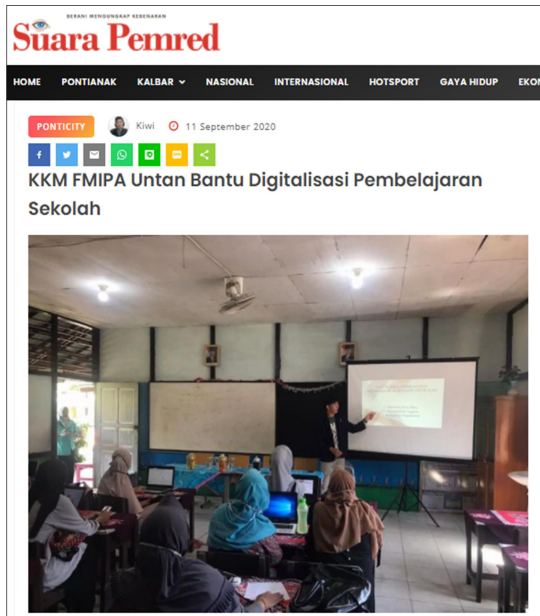 BERANI MENGUNGKAP KEBENARAN
Suara Pemred
HOME PONTIANAK KALBAR NASIONAL INTERNASIONAL HOTSPORT GAYA HIDUP EKON
PONTICITY Kiwi 11 September 2020
KKM FMIPA Untan Bantu Digitalisasi Pembelajaran
Sekolah